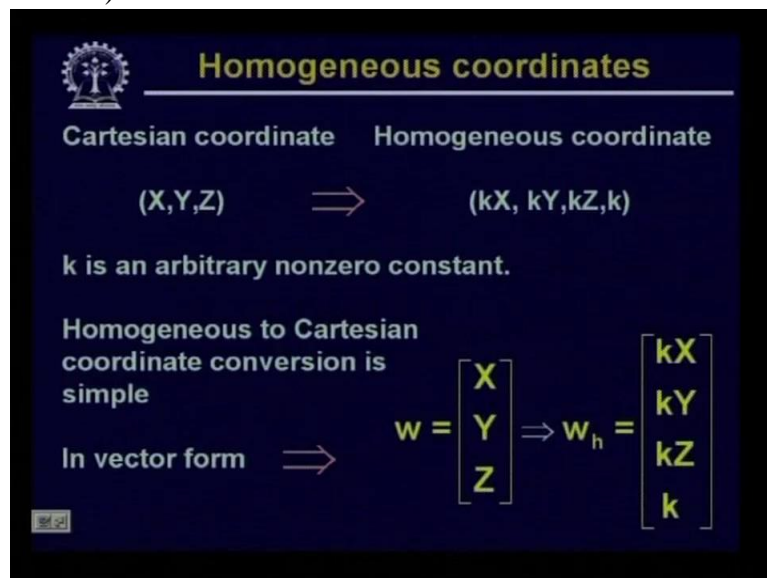 )
Homogeneous coordinates
Cartesian coordinate Homogeneous coordinate
(X,Y,Z) ⇒ (kX, kY,kZ,k)
k is an arbitrary nonzero constant.
Homogeneous to Cartesian
coordinate conversion is
simple
In vector form ⇒
w = [X Y Z] ⇒ w_h = [kX kY kZ k]